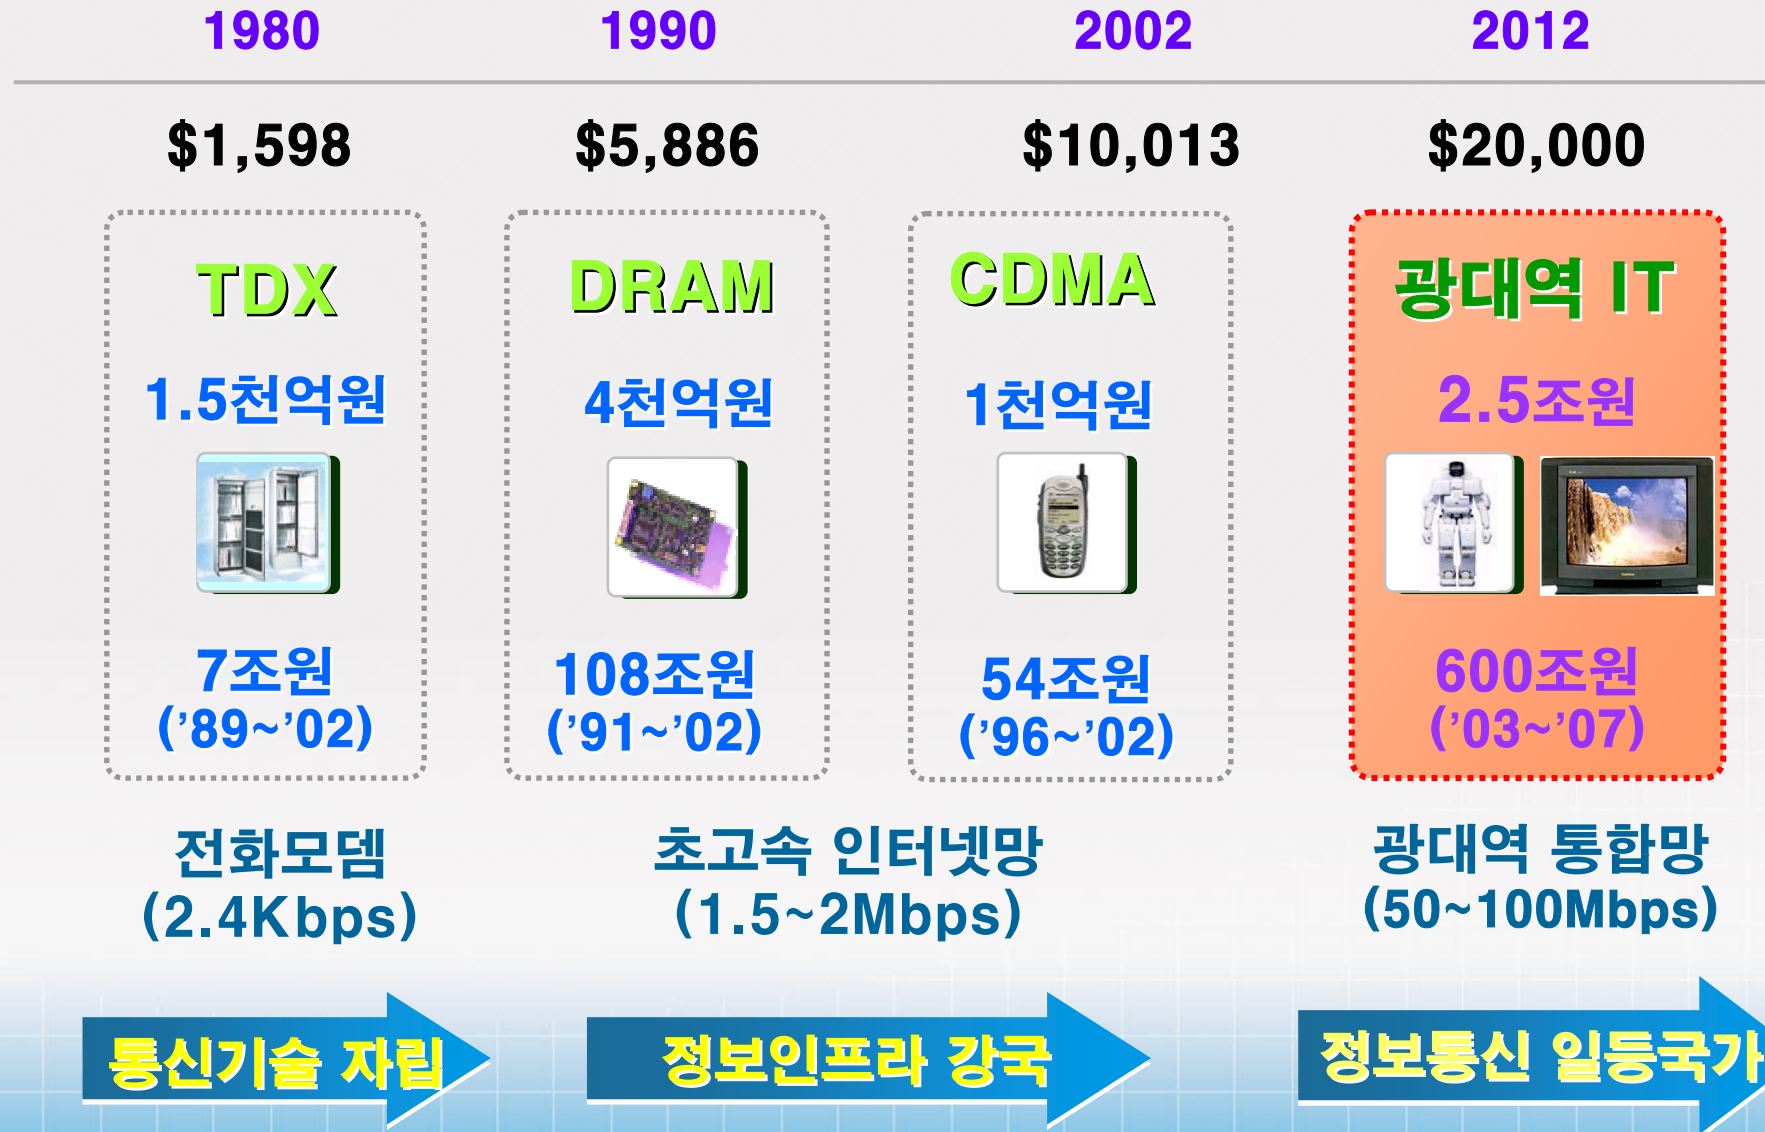 1980
1990
2002
2012
$1,598
$5,886
$10,013
$20,000
TDX
1.5천억원
7조원
(’89~’02)
DRAM
4천억원
108조원
(’91~’02)
CDMA
1천억원
54조원
(’96~’02)
광대역 IT
2.5조원
600조원
(’03~’07)
전화모뎀
(2.4Kbps)
초고속 인터넷망
(1.5~2Mbps)
광대역 통합망
(50~100Mbps)
통신기술 자립
정보인프라 강국
정보통신 일등국가